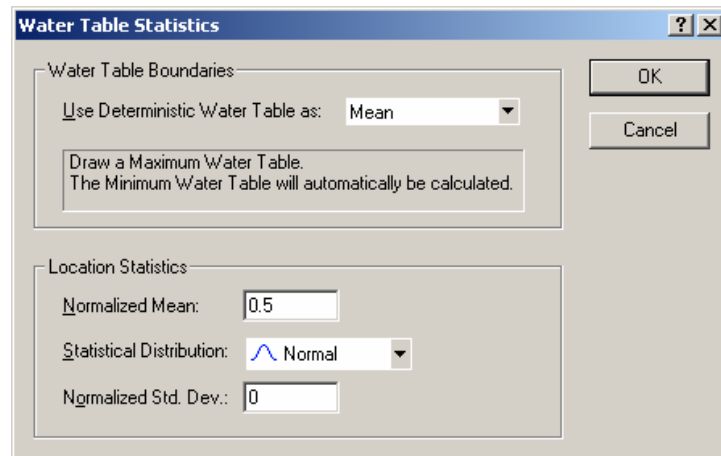 Water Table Statistics
Water Table Boundaries
Use Deterministic Water Table as: Mean
Draw a Maximum Water Table.
The Minimum Water Table will automatically be calculated.
OK
Cancel
Location Statistics
Normalized Mean: 0.5
Statistical Distribution: Normal
Normalized Std. Dev.: 0